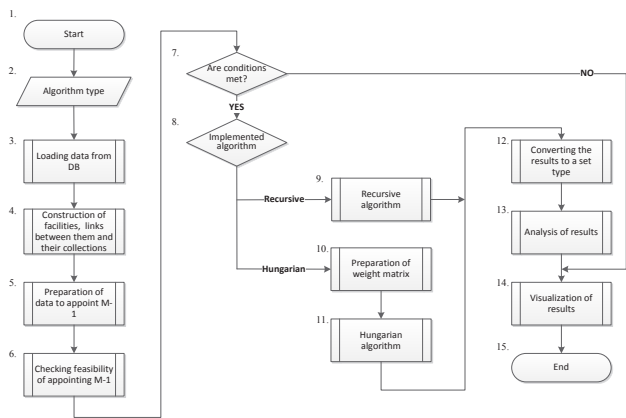 1.
Start
2.
Algorithm type
3.
Loading data from
DB
4.
Construction of
facilities, links
between them and
their collections
5.
Preparation of
data to appoint M-
1
6.
Checking feasibility
of appointing M-1
7.
Are conditions
met?
NO
YES
8.
Implemented
algorithm
Recursive
9.
Recursive
algorithm
Hungarian
10.
Preparation of
weight matrix
11.
Hungarian
algorithm
12.
Converting the
results to a set
type
13.
Analysis of results
14.
Visualization of
results
15.
End